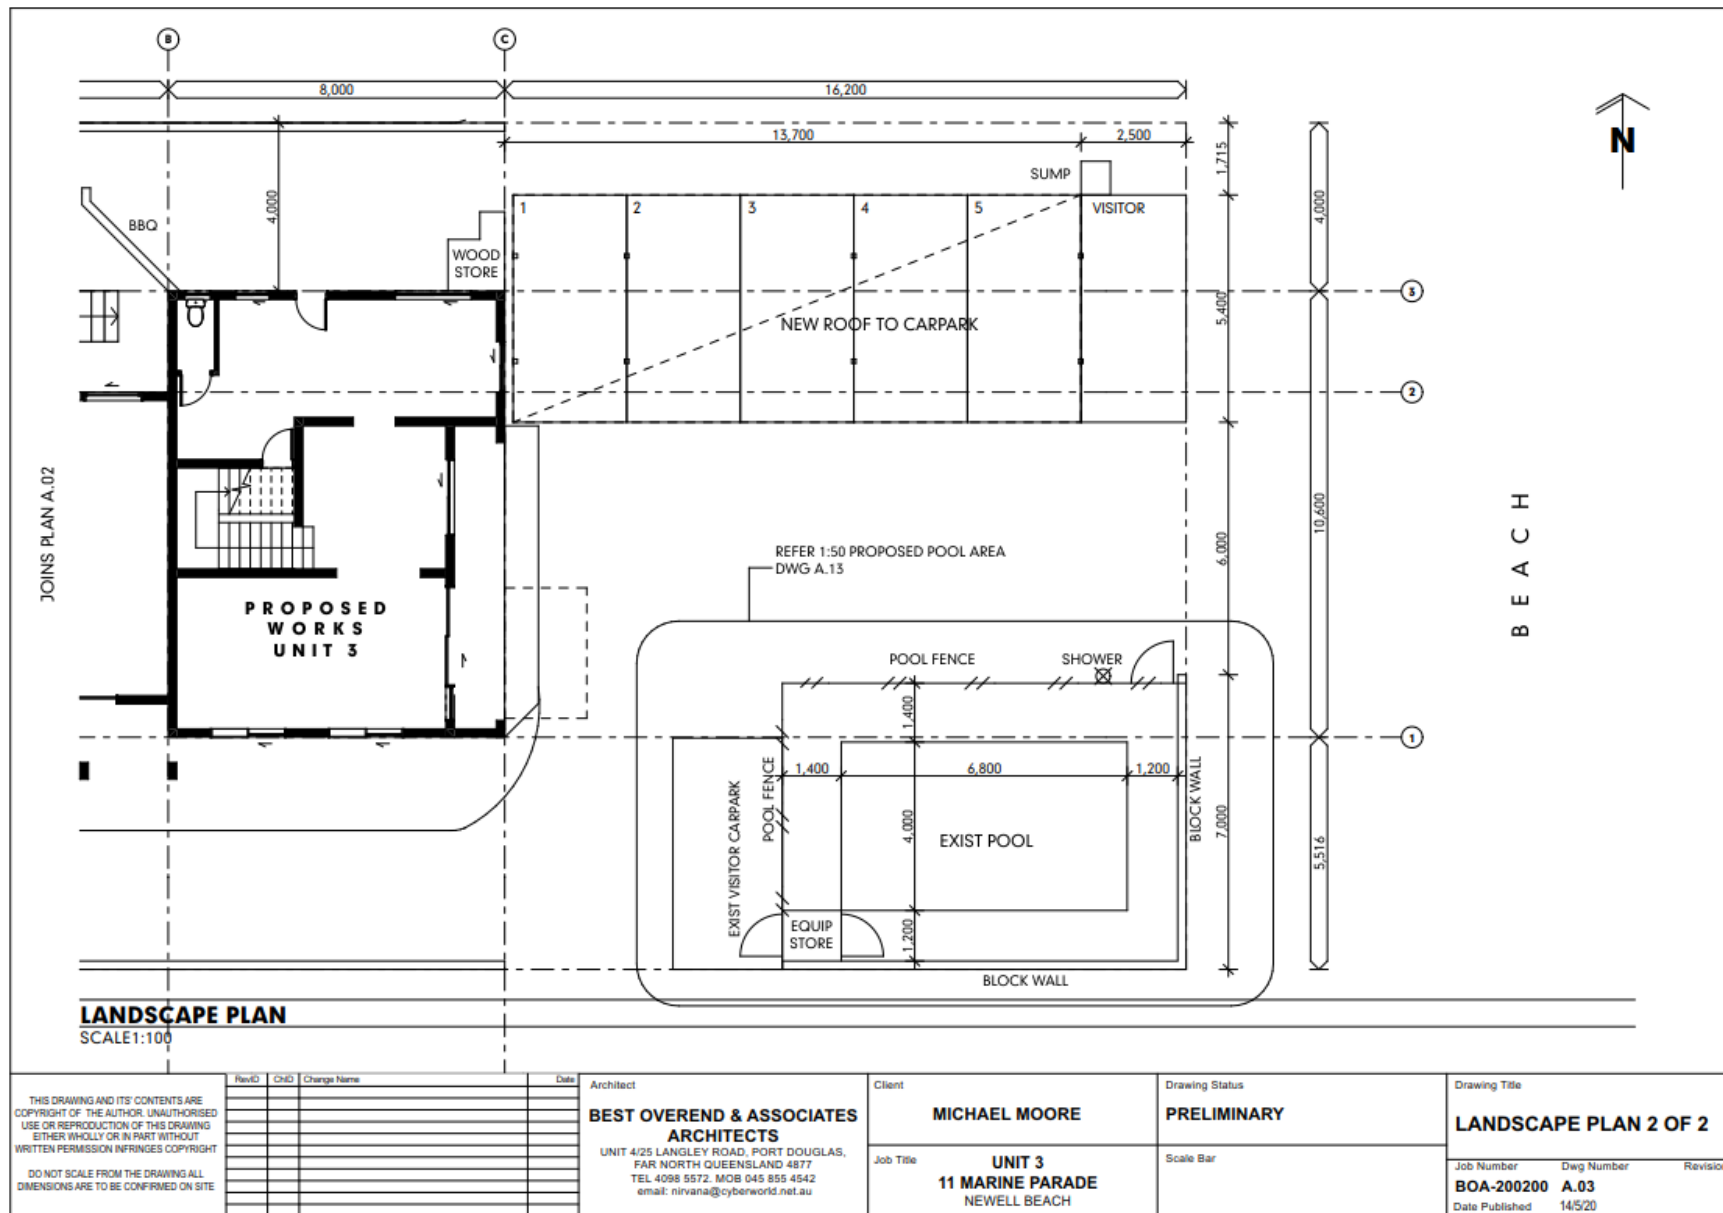 B
C
8,000
16,200
13,700
2,500
1,715
N
SUMP
1
2
3
4
5
VISITOR
4,000
4,000
BBQ
WOOD
STORE
3
5,400
NEW ROOF TO CARPARK
2
JOINS PLAN A.02
10,600
BEACH
6,000
REFER 1:50 PROPOSED POOL AREA
DWG A.13
PROPOSED
WORKS
UNIT 3
POOL FENCE
SHOWER
1,400
1
1,400
6,800
1,200
POOL FENCE
EXIST VISITOR CARPARK
BLOCK WALL
4,000
7,000
EXIST POOL
5,516
EQUIP
STORE
1,200
BLOCK WALL
LANDSCAPE PLAN
SCALE1:100
THIS DRAWING AND ITS' CONTENTS ARE
COPYRIGHT OF THE AUTHOR. UNAUTHORISED
USE OR REPRODUCTION OF THIS DRAWING
EITHER WHOLLY OR IN PART WITHOUT
WRITTEN PERMISSION INFRINGES COPYRIGHT
DO NOT SCALE FROM THE DRAWING ALL
DIMENSIONS ARE TO BE CONFIRMED ON SITE
RevID ChID Change Name Date
Architect
BEST OVEREND & ASSOCIATES
ARCHITECTS
UNIT 4/25 LANGLEY ROAD, PORT DOUGLAS,
FAR NORTH QUEENSLAND 4877
TEL 4098 5572. MOB 045 855 4542
email: nirvana@cyberworld.net.au
Client
MICHAEL MOORE
Job Title
UNIT 3
11 MARINE PARADE
NEWELL BEACH
Drawing Status
PRELIMINARY
Scale Bar
Drawing Title
LANDSCAPE PLAN 2 OF 2
Job Number Dwg Number Revision
BOA-200200 A.03
Date Published 14/5/20